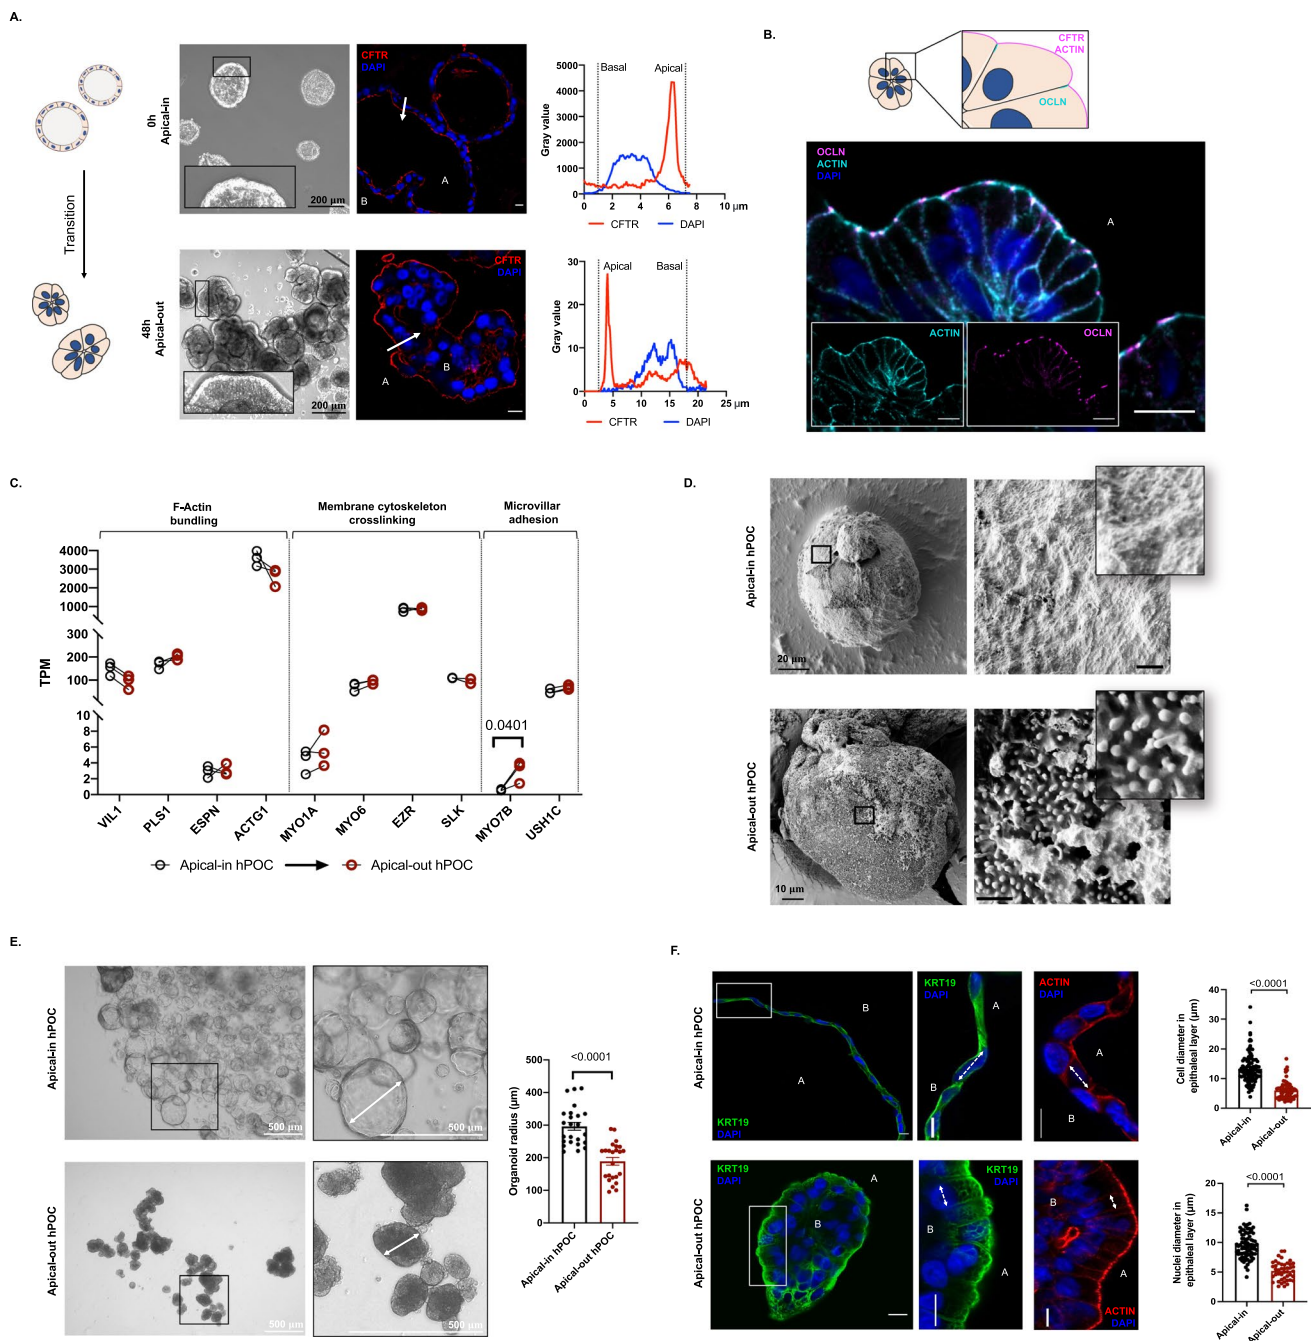 A.
Transition
0h
Apical-in
200 µm
CFTR
DAPI
A
B
5000
4000
3000
2000
1000
0
Gray value
Basal
Apical
0
2
4
6
8
10 µm
CFTR
DAPI
48h
Apical-out
200 µm
CFTR
DAPI
A
B
30
20
10
0
Gray value
Apical
Basal
0
5
10
15
20
25 µm
CFTR
DAPI
B.
CFTR
ACTIN
OCLN
OCLN
ACTIN
DAPI
A
ACTIN
OCLN
C.
F-Actin
bundling
Membrane cytoskeleton
crosslinking
Microvillar
adhesion
TPM
4000
3000
2000
1000
300
200
100
8
6
4
2
0
0.0401
VIL1
PLS1
ESPN
ACTG1
MYO1A
MYO6
EZR
SLK
MYO7B
USH1C
Apical-in hPOC
Apical-out hPOC
D.
Apical-in hPOC
20 µm
Apical-out hPOC
10 µm
E.
Apical-in hPOC
500 µm
500 µm
Apical-out hPOC
500 µm
500 µm
Organoid radius (µm)
500
400
300
200
100
0
<0.0001
Apical-in hPOC
Apical-out hPOC
F.
Apical-in hPOC
B
A
KRT19
DAPI
KRT19
DAPI
A
B
ACTIN
DAPI
A
B
Cell diameter in
epithaleal layer (µm)
40
30
20
10
0
<0.0001
Apical-in
Apical-out
Apical-out hPOC
KRT19
DAPI
A
B
KRT19
DAPI
B
A
B
A
ACTIN
DAPI
Nuclei diameter in
epithaleal layer (µm)
20
15
10
5
0
<0.0001
Apical-in
Apical-out